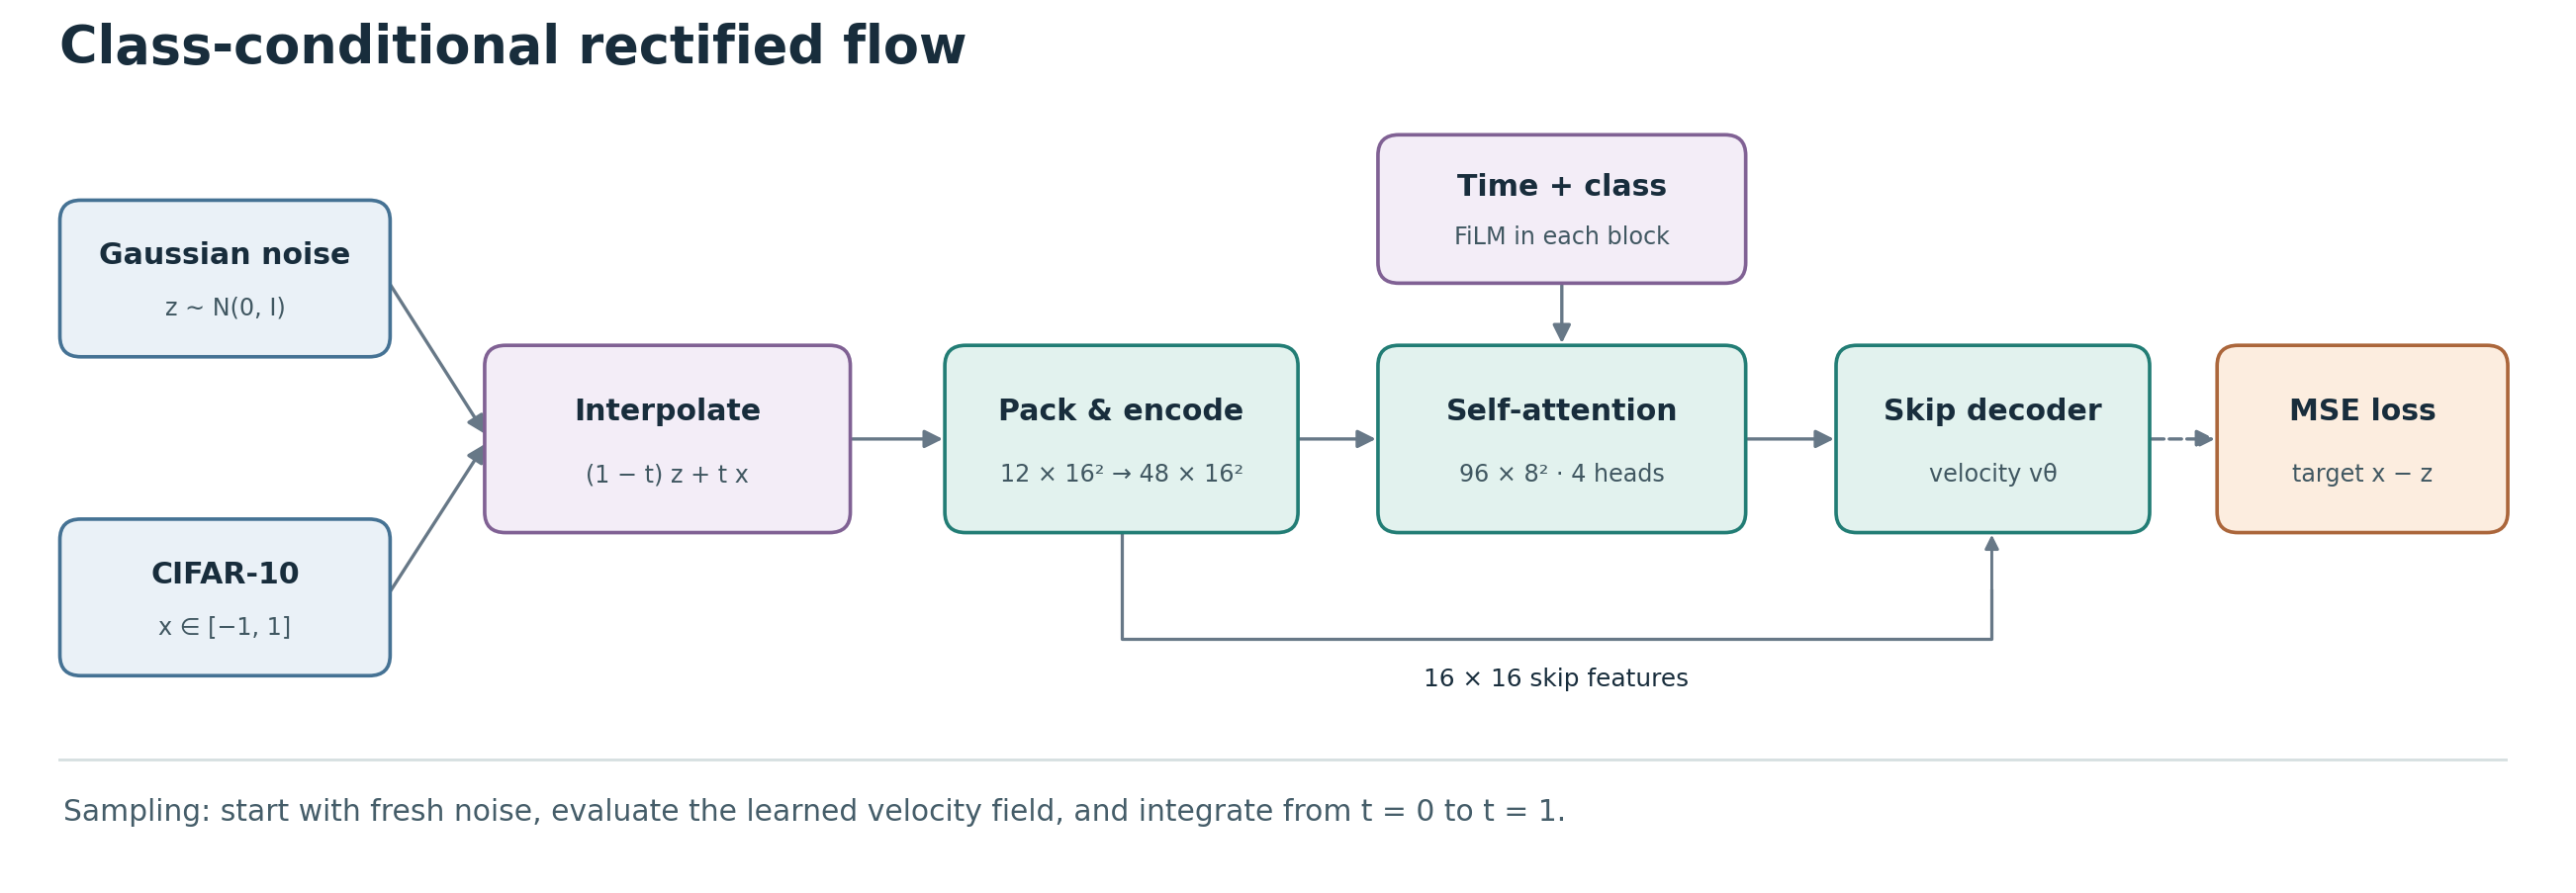 Class-conditional rectified flow
Time + class
FiLM in each block
Gaussian noise
z ~ N(0, I)
Interpolate
(1 − t) z + t x
Pack & encode
12 × 16² → 48 × 16²
Self-attention
96 × 8² · 4 heads
Skip decoder
velocity vθ
MSE loss
target x − z
CIFAR-10
x ∈ [−1, 1]
16 × 16 skip features
Sampling: start with fresh noise, evaluate the learned velocity field, and integrate from t = 0 to t = 1.